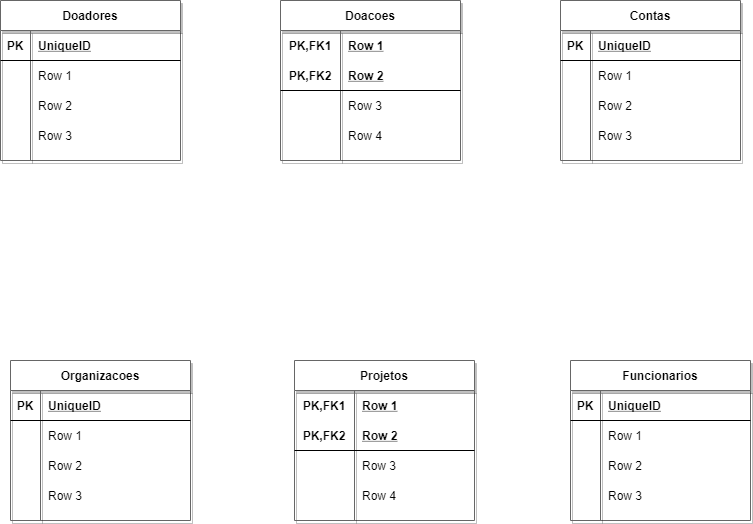 Doadores
PK UniqueID
Row 1
Row 2
Row 3
Doacoes
PK,FK1 Row 1
PK,FK2 Row 2
Row 3
Row 4
Contas
PK UniqueID
Row 1
Row 2
Row 3
Organizacoes
PK UniqueID
Row 1
Row 2
Row 3
Projetos
PK,FK1 Row 1
PK,FK2 Row 2
Row 3
Row 4
Funcionarios
PK UniqueID
Row 1
Row 2
Row 3